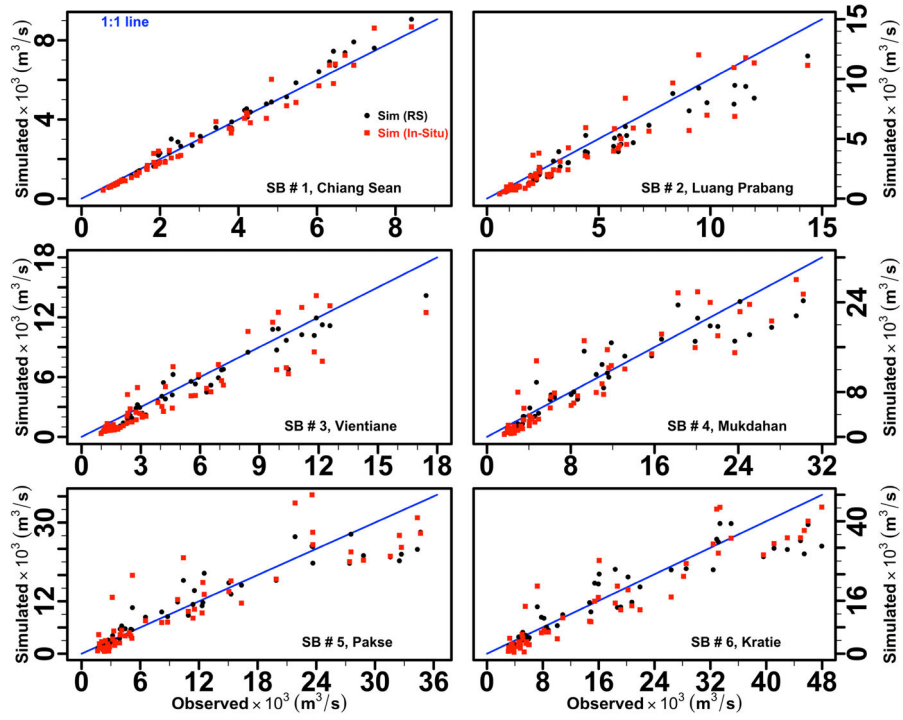 1:1 line
Simulated × 10³ (m³/s)
8
4
0
0 2 4 6 8
Sim (RS)
Sim (In-Situ)
SB # 1, Chiang Sean
Simulated × 10³ (m³/s)
15
10
5
0
0 3 6 9 12 15
SB # 2, Luang Prabang
Simulated × 10³ (m³/s)
18
12
6
0
0 3 6 9 12 15 18
SB # 3, Vientiane
Simulated × 10³ (m³/s)
24
8
0
0 8 16 24 32
SB # 4, Mukdahan
Simulated × 10³ (m³/s)
30
12
0
0 6 12 18 24 30 36
SB # 5, Pakse
Observed × 10³ (m³/s)
Simulated × 10³ (m³/s)
40
16
0
0 8 16 24 32 40 48
SB # 6, Kratie
Observed × 10³ (m³/s)